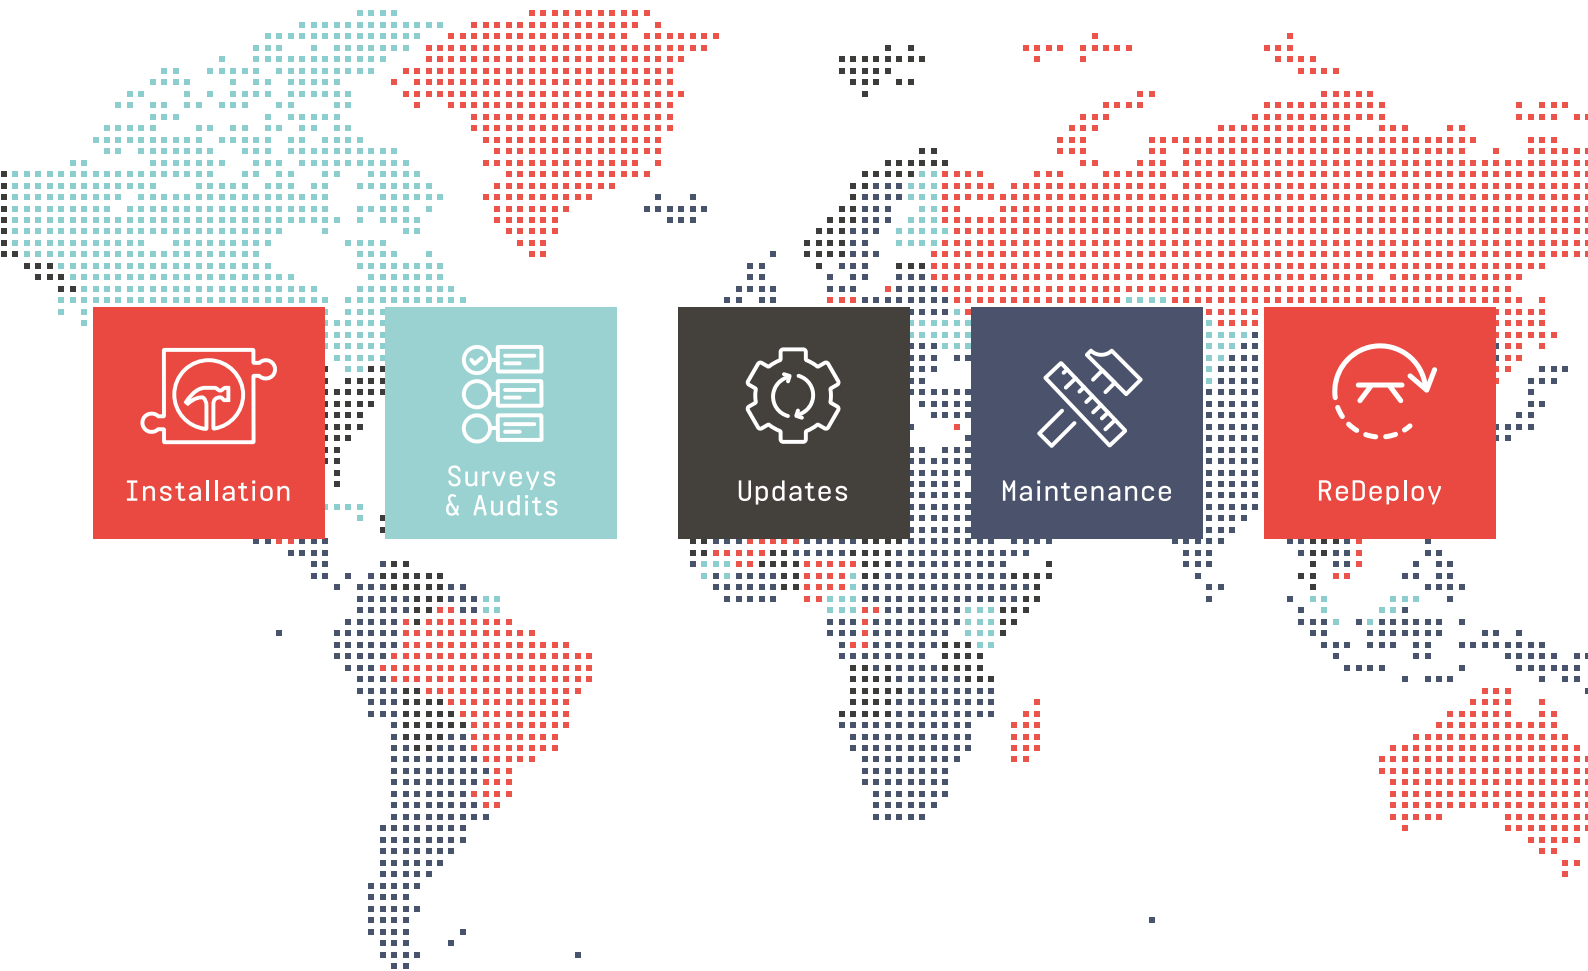 Installation
Surveys
& Audits
Updates
Maintenance
ReDeploy